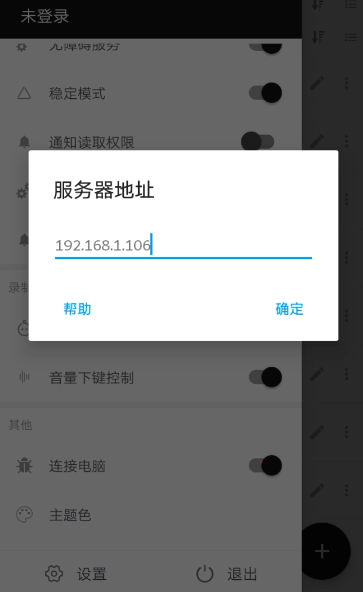 未登录
无障碍服务
稳定模式
通知读取权限
服务器地址
192.168.1.106
帮助
确定
音量下键控制
其他
连接电脑
主题色
设置
退出